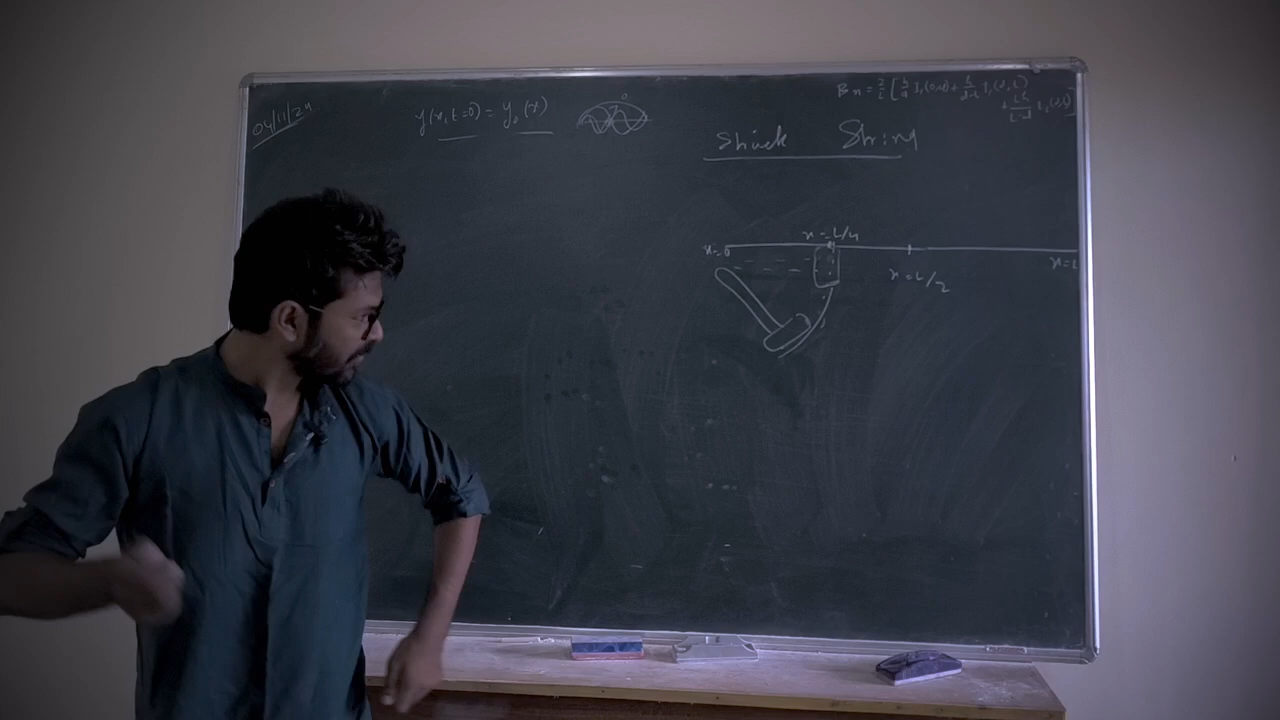 04/11/24
y(x, t=0) = y₀(x)
Struck String
x=0
x=L/4
x=L/2
x=L